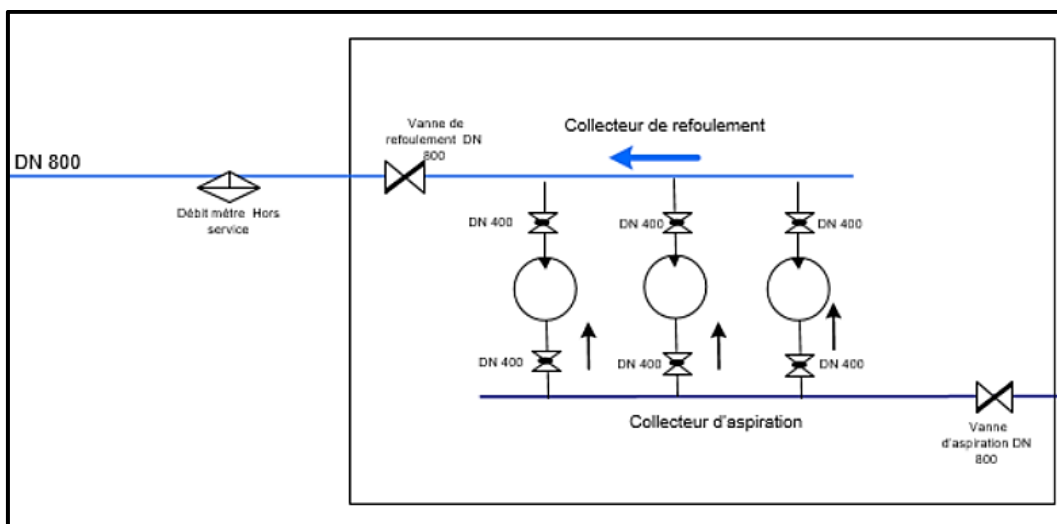 Vanne de
refoulement DN
800
Collecteur de refoulement
DN 800
Débit mètre Hors
service
DN 400
DN 400
DN 400
DN 400
DN 400
DN 400
Collecteur d'aspiration
Vanne
d'aspiration DN
800